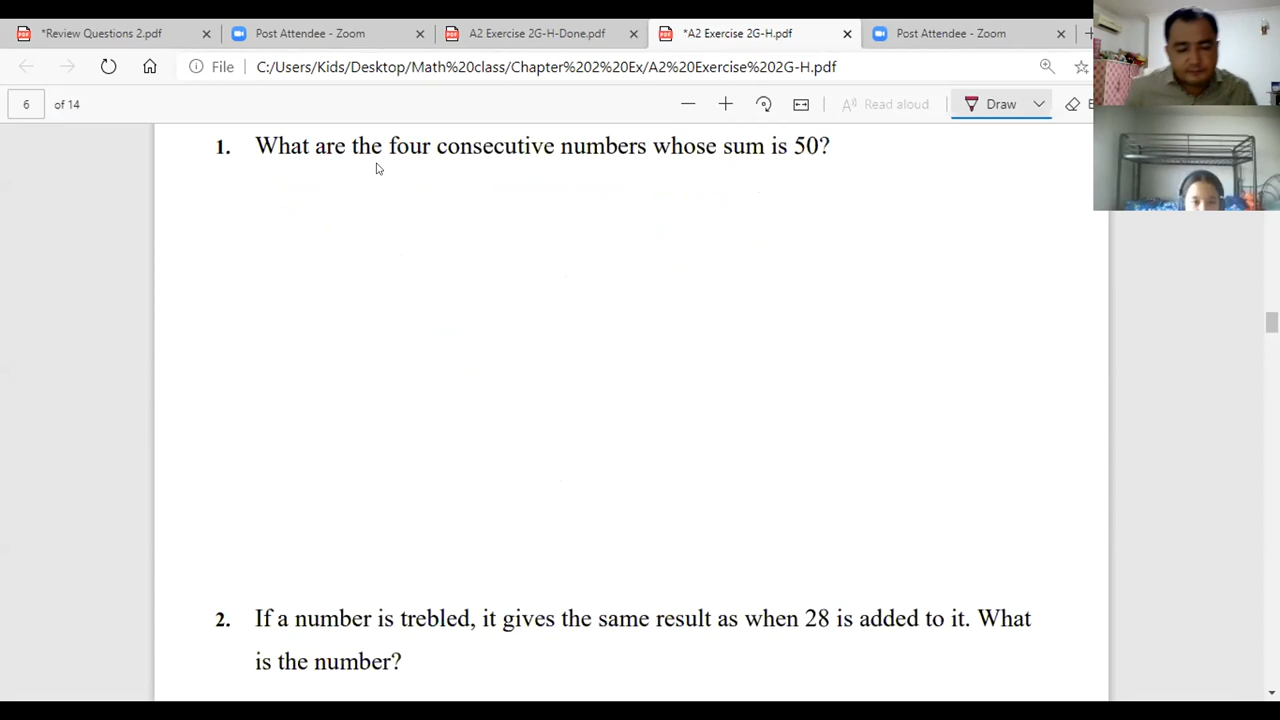 *Review Questions 2.pdf
Post Attendee - Zoom
A2 Exercise 2G-H-Done.pdf
*A2 Exercise 2G-H.pdf
Post Attendee - Zoom
File
C:/Users/Kids/Desktop/Math%20class/Chapter%202%20Ex/A2%20Exercise%202G-H.pdf
6 of 14
Read aloud
Draw
1. What are the four consecutive numbers whose sum is 50?
2. If a number is trebled, it gives the same result as when 28 is added to it. What
is the number?